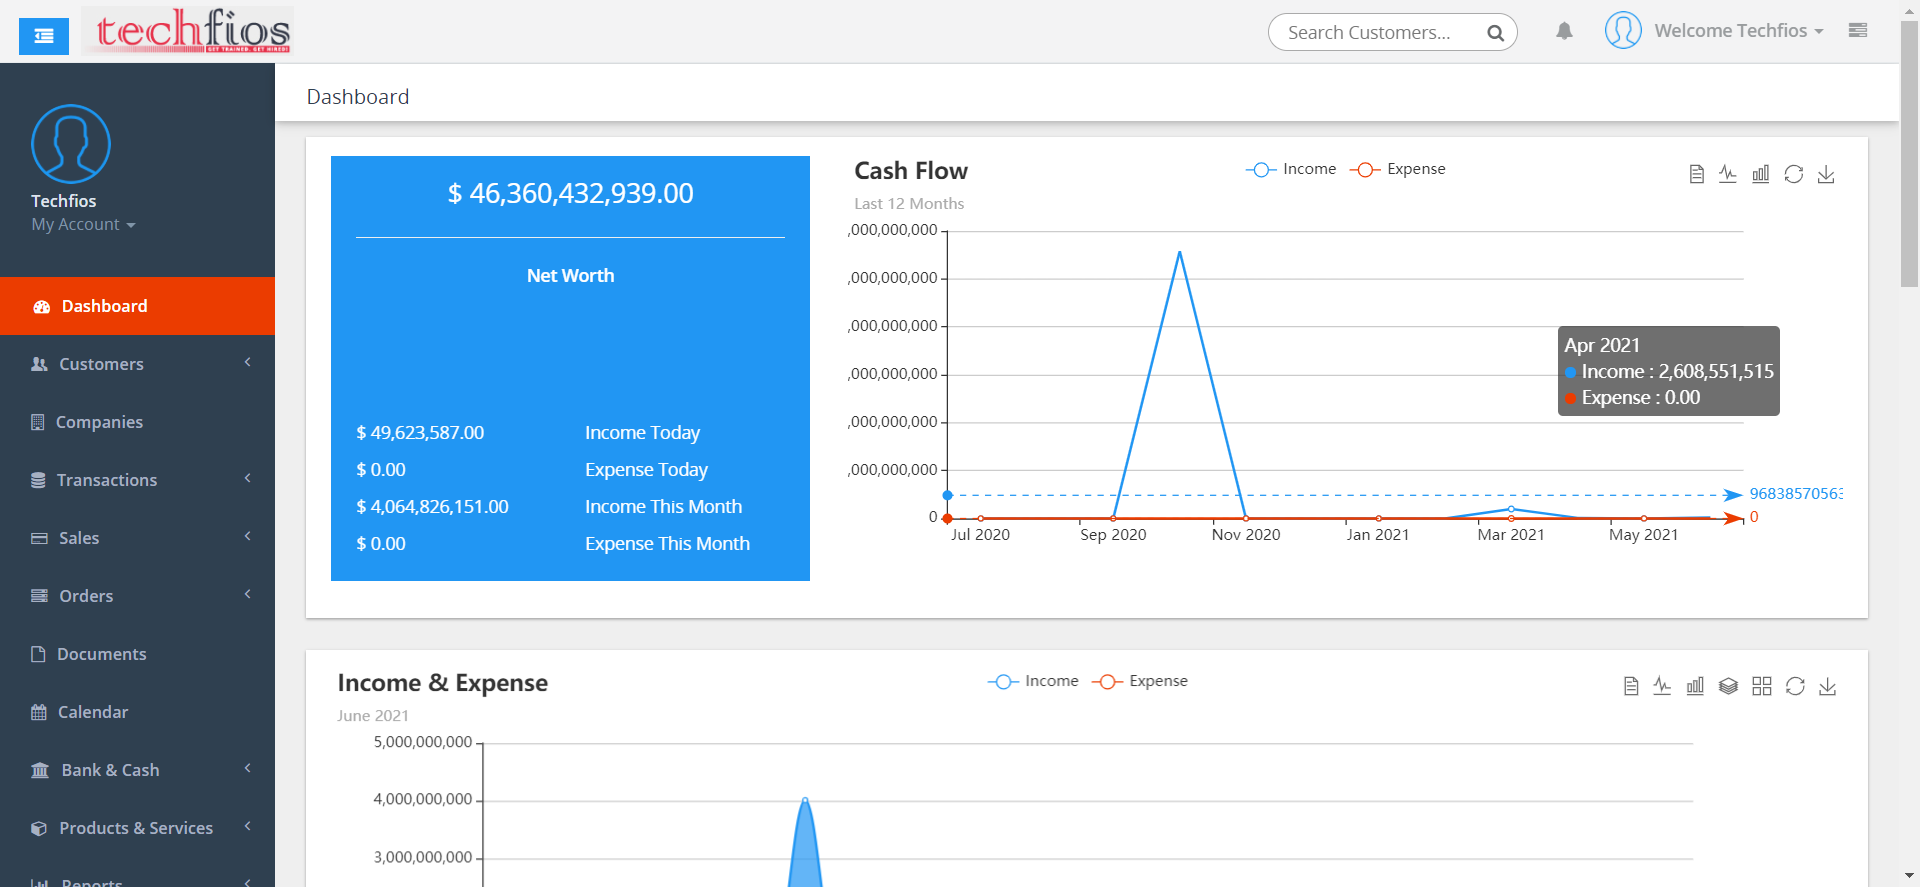 techfios
GET TRAINED. GET HIRED!
Search Customers...
Welcome Techfios
Techfios
My Account
Dashboard
Customers
Companies
Transactions
Sales
Orders
Documents
Calendar
Bank & Cash
Products & Services
Reports
Dashboard
$ 46,360,432,939.00
Net Worth
$ 49,623,587.00 Income Today
$ 0.00 Expense Today
$ 4,064,826,151.00 Income This Month
$ 0.00 Expense This Month
Cash Flow
Last 12 Months
Income Expense
,000,000,000
,000,000,000
,000,000,000
,000,000,000
,000,000,000
,000,000,000
0
Apr 2021
Income : 2,608,551,515
Expense : 0.00
96838570563
0
Jul 2020 Sep 2020 Nov 2020 Jan 2021 Mar 2021 May 2021
Income & Expense
June 2021
Income Expense
5,000,000,000
4,000,000,000
3,000,000,000